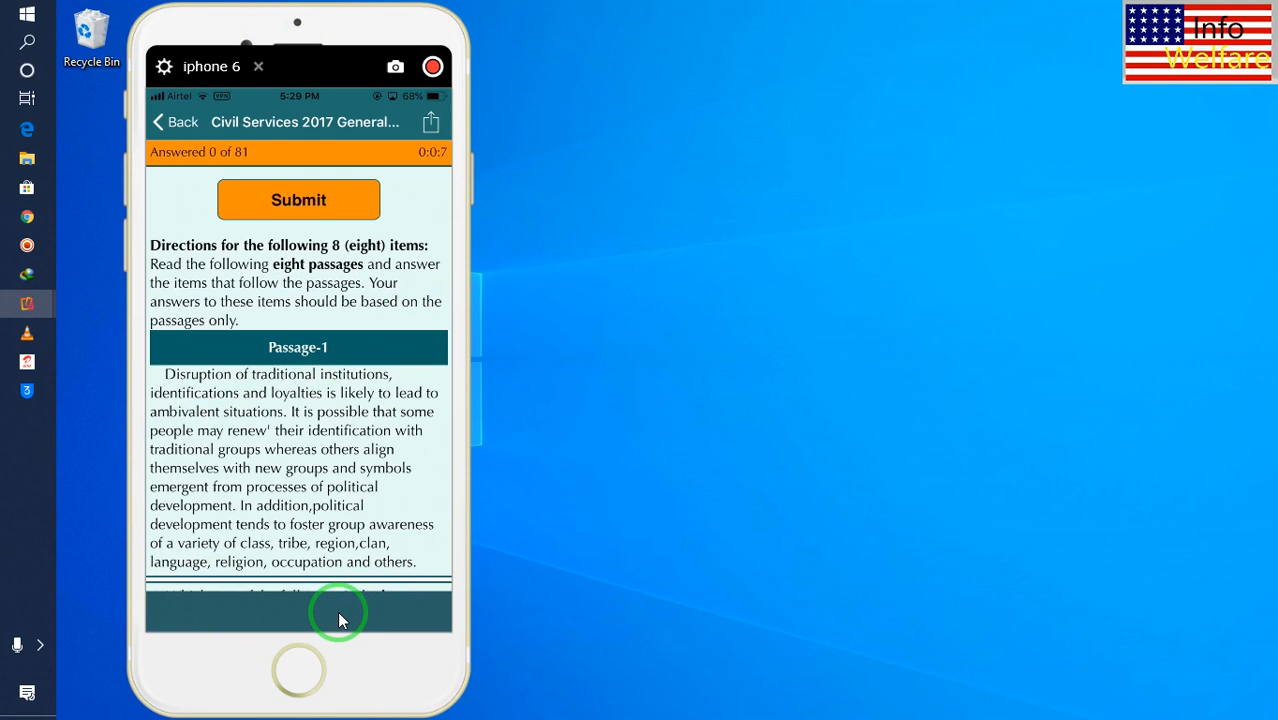 Recycle Bin
Info
Welfare
iphone 6
Airtel VPN 5:29 PM 68%
Back Civil Services 2017 General...
Answered 0 of 81 0:0:7
Submit
Directions for the following 8 (eight) items:
Read the following eight passages and answer
the items that follow the passages. Your
answers to these items should be based on the
passages only.
Passage-1
Disruption of traditional institutions,
identifications and loyalties is likely to lead to
ambivalent situations. It is possible that some
people may renew' their identification with
traditional groups whereas others align
themselves with new groups and symbols
emergent from processes of political
development. In addition,political
development tends to foster group awareness
of a variety of class, tribe, region,clan,
language, religion, occupation and others.